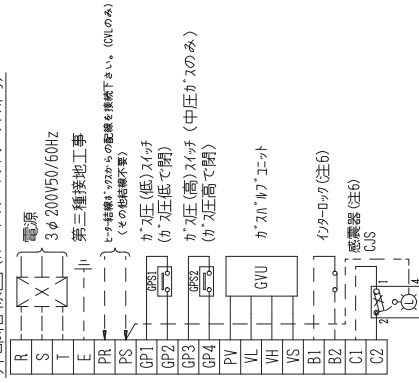 電源
3φ200V50/60Hz
第三種接地工事
ヒーター結線ボックスからの配線を接続下さい。(CVLのみ)
(その他結線不要)
ガス圧(低)スイッチ
(ガス圧低で閉)
ガス圧(高)スイッチ(中圧ガスのみ)
(ガス圧高で閉)
ガスバルブユニット
インターロック(注6)
感震器(注6)
CJS
R
S
T
E
PR
PS
GP1
GP2
GP3
GP4
PV
VL
VH
VS
B1
B2
C1
C2
X
GPS1
GPS2
GVU
1
2
L
4